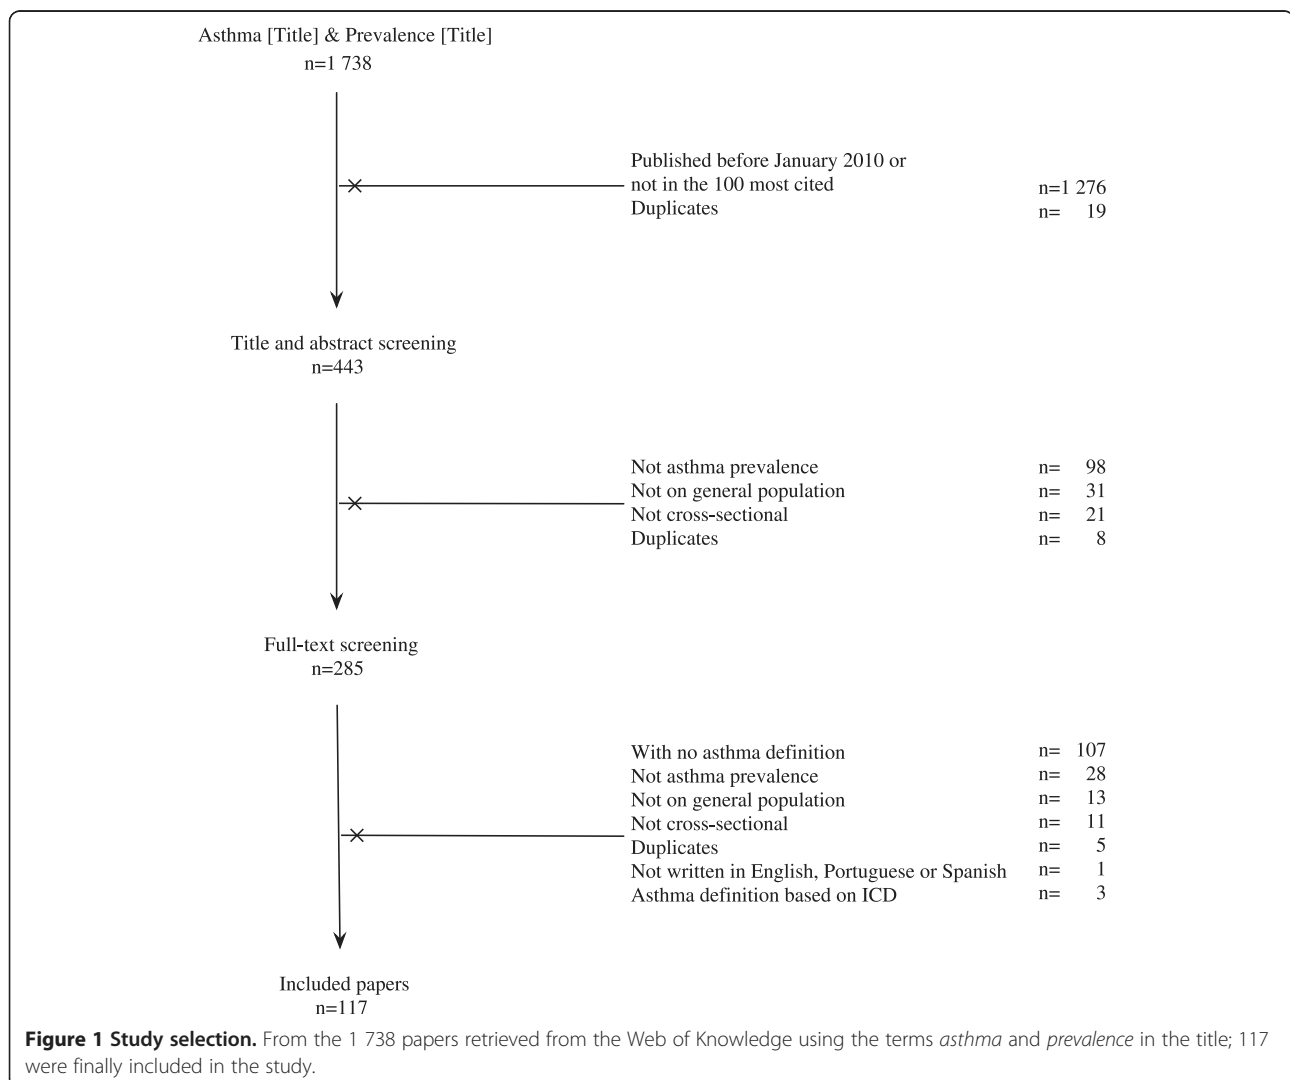 Asthma [Title] & Prevalence [Title]
n=1 738
Published before January 2010 or
not in the 100 most cited n=1 276
Duplicates n= 19
Title and abstract screening
n=443
Not asthma prevalence n= 98
Not on general population n= 31
Not cross-sectional n= 21
Duplicates n= 8
Full-text screening
n=285
With no asthma definition n= 107
Not asthma prevalence n= 28
Not on general population n= 13
Not cross-sectional n= 11
Duplicates n= 5
Not written in English, Portuguese or Spanish n= 1
Asthma definition based on ICD n= 3
Included papers
n=117
Figure 1 Study selection. From the 1 738 papers retrieved from the Web of Knowledge using the terms asthma and prevalence in the title; 117
were finally included in the study.